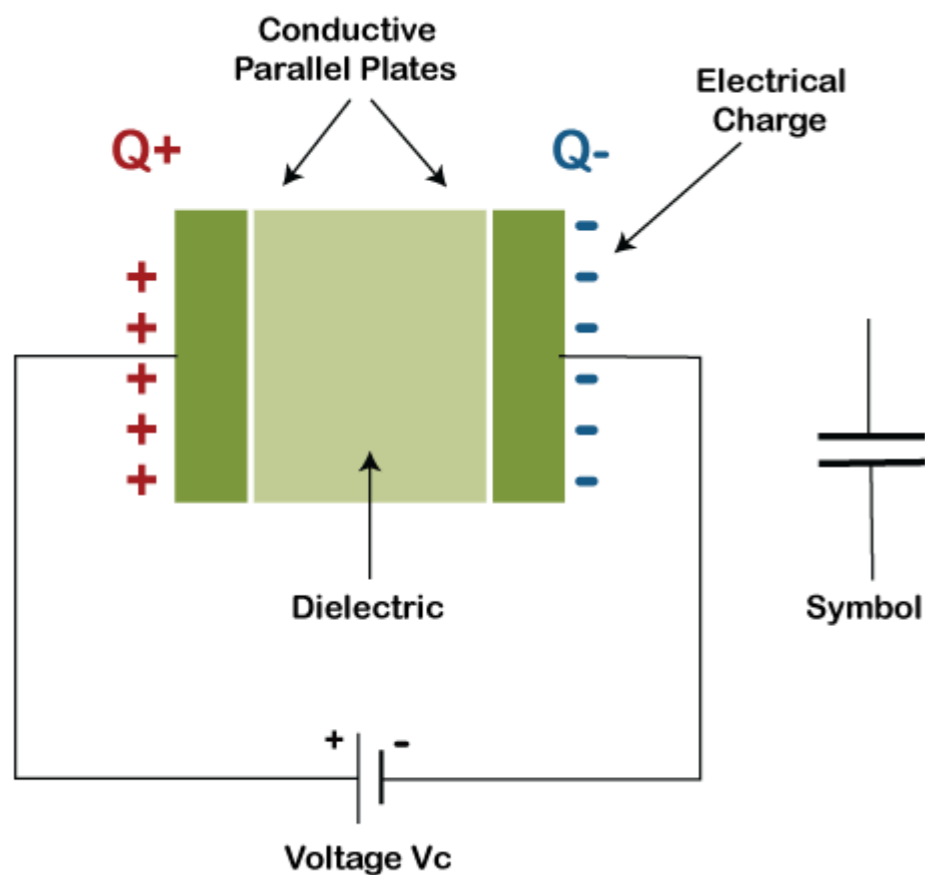 Conductive
Parallel Plates
Electrical
Charge
Q+
Q-
-
+ -
+ -
+ -
+ -
+ -
Dielectric
Symbol
+ -
Voltage Vc